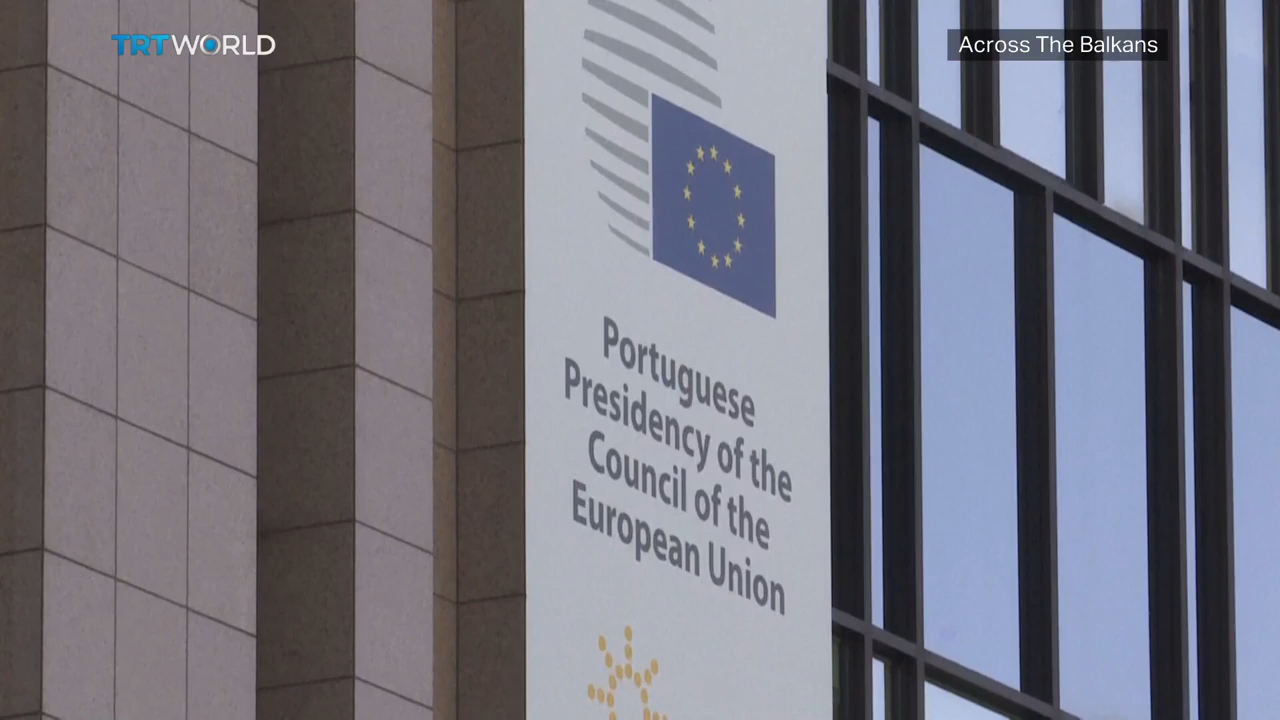 TRTWORLD
Across The Balkans
Portuguese
Presidency of the
Council of the
European Union